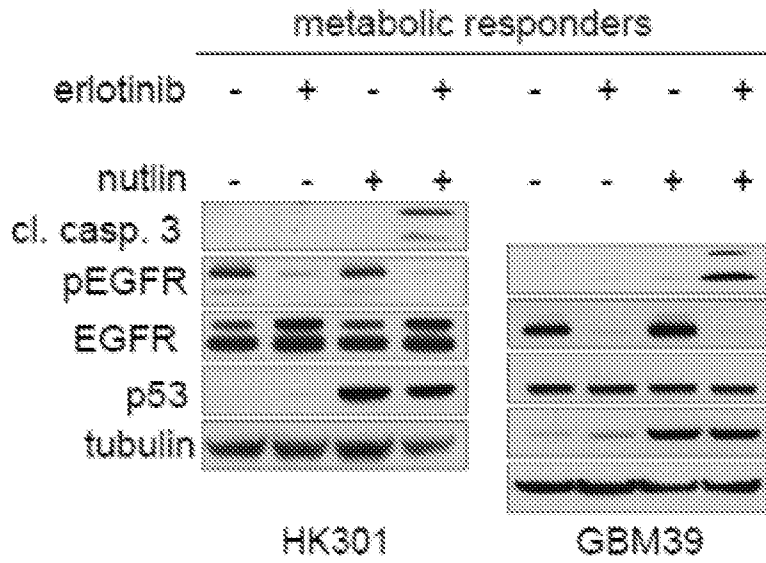 metabolic responders
erlotinib - + - + - + - +
nutlin - - + + - - + +
cl. casp. 3
pEGFR
EGFR
p53
tubulin
HK301 GBM39